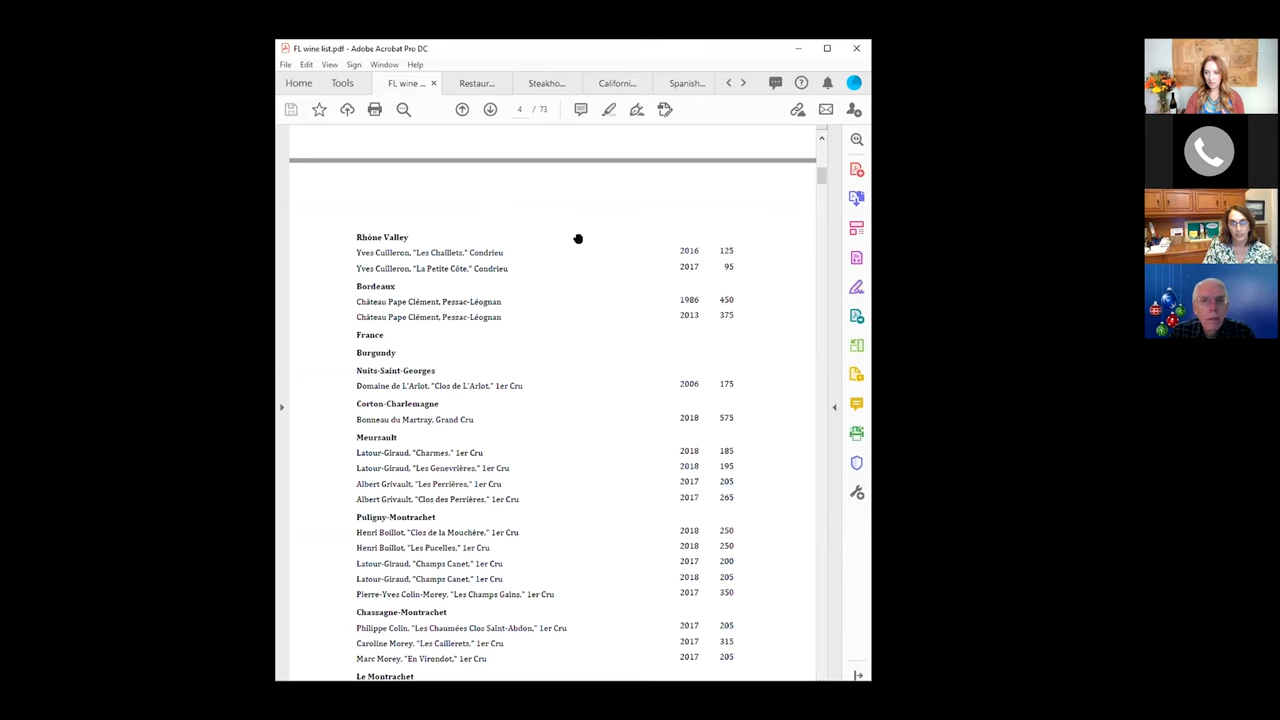 FL wine list.pdf - Adobe Acrobat Pro DC
File Edit View Sign Window Help
Home Tools FL wine ... × Restaur... Steakho... Californi... Spanish...
4 / 73
Rhône Valley
Yves Cuilleron, "Les Chaillets," Condrieu 2016 125
Yves Cuilleron, "La Petite Côte," Condrieu 2017 95
Bordeaux
Château Pape Clément, Pessac-Léognan 1986 450
Château Pape Clément, Pessac-Léognan 2013 375
France
Burgundy
Nuits-Saint-Georges
Domaine de L'Arlot, "Clos de L'Arlot," 1er Cru 2006 175
Corton-Charlemagne
Bonneau du Martray, Grand Cru 2018 575
Meursault
Latour-Giraud, "Charmes," 1er Cru 2018 185
Latour-Giraud, "Les Genevrières," 1er Cru 2018 195
Albert Grivault, "Les Perrières," 1er Cru 2017 205
Albert Grivault, "Clos des Perrières," 1er Cru 2017 265
Puligny-Montrachet
Henri Boillot, "Clos de la Mouchère," 1er Cru 2018 250
Henri Boillot, "Les Pucelles," 1er Cru 2018 250
Latour-Giraud, "Champs Canet," 1er Cru 2017 200
Latour-Giraud, "Champs Canet," 1er Cru 2018 205
Pierre-Yves Colin-Morey, "Les Champs Gains," 1er Cru 2017 350
Chassagne-Montrachet
Philippe Colin, "Les Chaumées Clos Saint-Abdon," 1er Cru 2017 205
Caroline Morey, "Les Caillerets," 1er Cru 2017 315
Marc Morey, "En Virondot," 1er Cru 2017 205
Le Montrachet